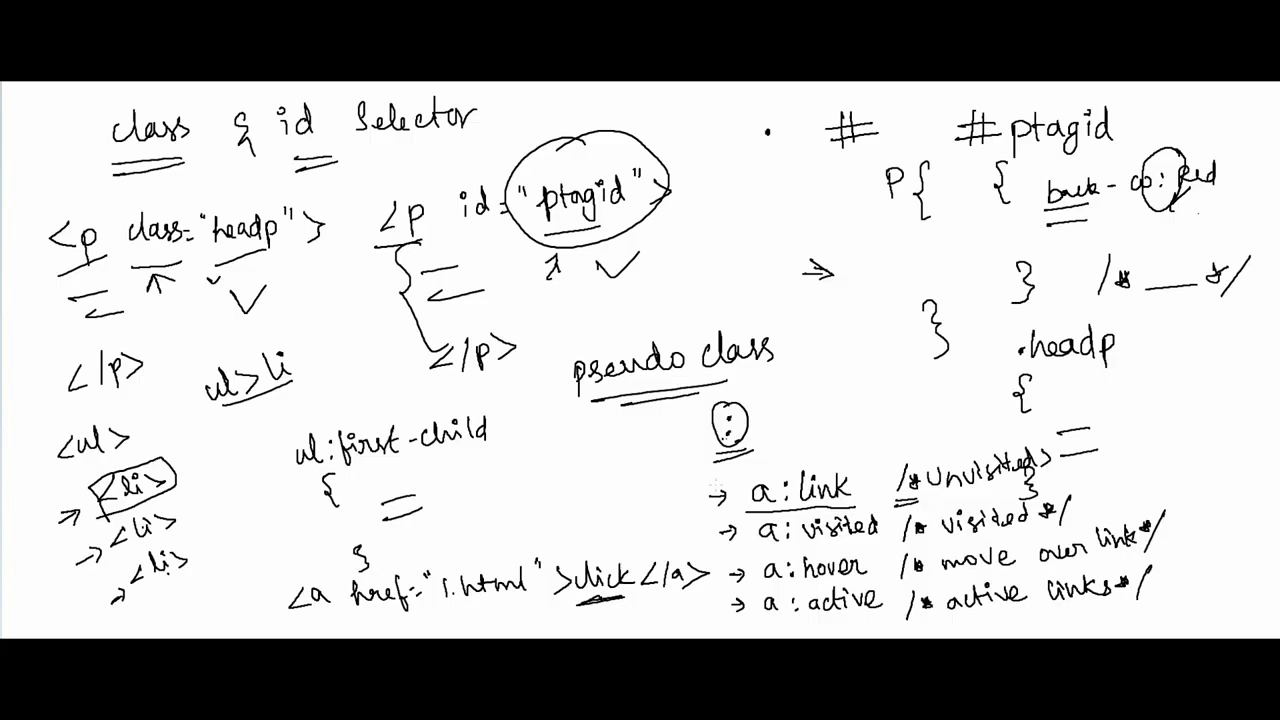 class & id Selector
<p class="headp">
</p>
<p id="ptagid">
</p>
. # #ptagid
P{ { back-co: Red
} /* __ */
}
.headp
{
}
ul>li
<ul>
<li>
<li>
<li>
ul:first-child
{
}
<a href="1.html">click</a>
pseudo class
:
a:link /* Unvisited>
a:visited /* visited */
a:hover /* move over link*/
a:active /* active links*/